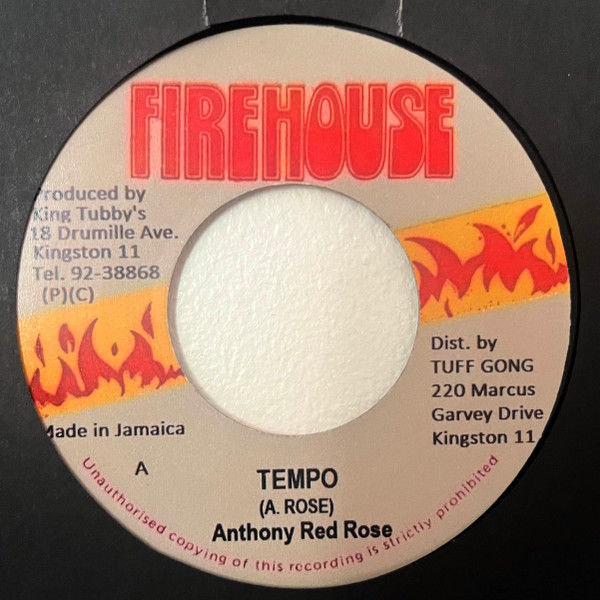 FIREHOUSE
Produced by
King Tubby's
18 Drumille Ave.
Kingston 11
Tel. 92-38868
(P)(C)
Dist. by
TUFF GONG
220 Marcus
Garvey Drive
Kingston 11
Made in Jamaica
A
TEMPO
(A. ROSE)
Anthony Red Rose
Unauthorised copying of this recording is strictly prohibited